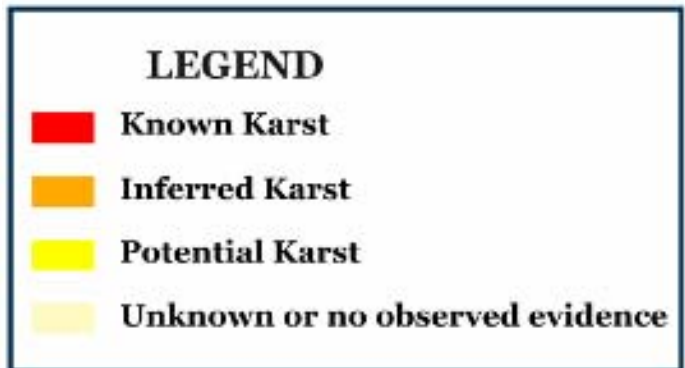 LEGEND
Known Karst
Inferred Karst
Potential Karst
Unknown or no observed evidence